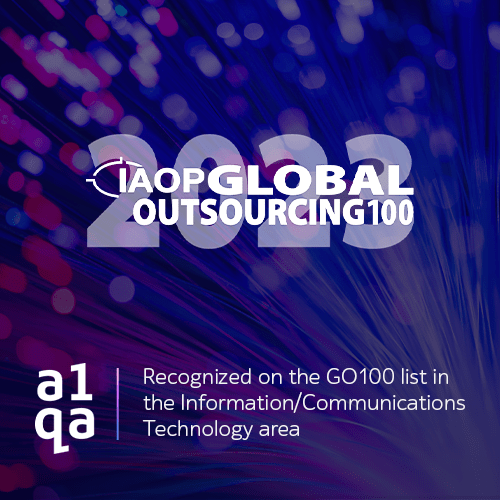 2023
IAOP GLOBAL
OUTSOURCING100
a1
qa
Recognized on the GO100 list in
the Information/Communications
Technology area